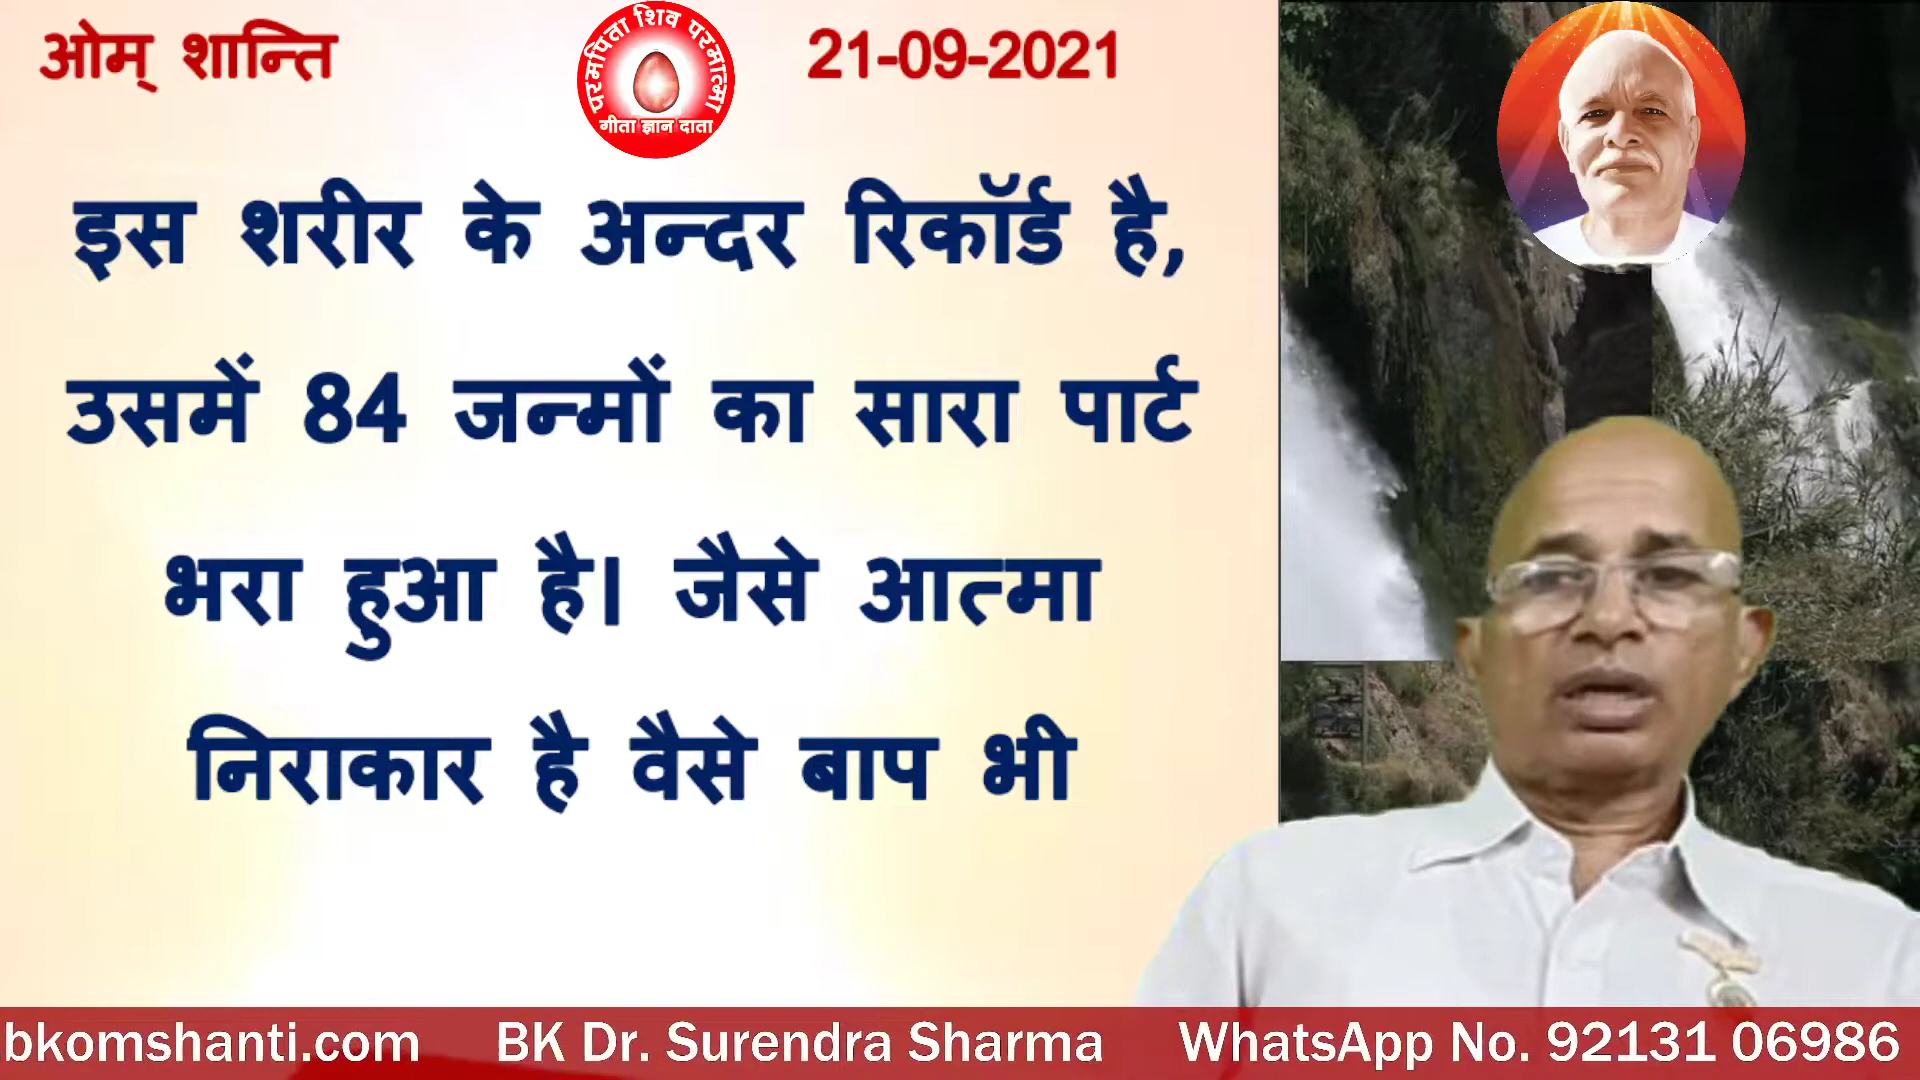 ओम् शान्ति
परमपिता शिव परमात्मा
गीता ज्ञान दाता
21-09-2021
इस शरीर के अन्दर रिकॉर्ड है,
उसमें 84 जन्मों का सारा पार्ट
भरा हुआ है। जैसे आत्मा
निराकार है वैसे बाप भी
bkomshanti.com BK Dr. Surendra Sharma WhatsApp No. 92131 06986